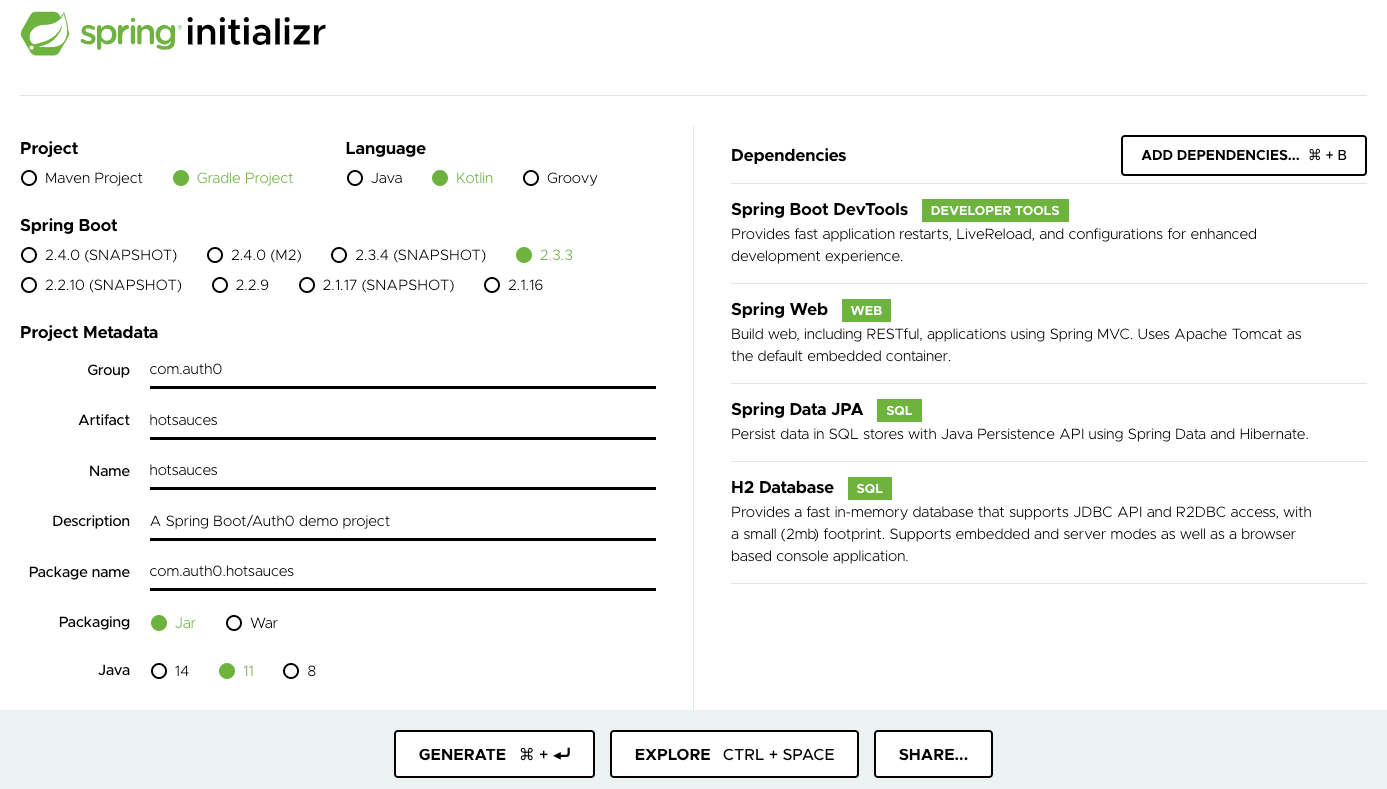 spring initializr
Project
Maven Project Gradle Project
Language
Java Kotlin Groovy
Spring Boot
2.4.0 (SNAPSHOT) 2.4.0 (M2) 2.3.4 (SNAPSHOT) 2.3.3
2.2.10 (SNAPSHOT) 2.2.9 2.1.17 (SNAPSHOT) 2.1.16
Project Metadata
Group com.auth0
Artifact hotsauces
Name hotsauces
Description A Spring Boot/Auth0 demo project
Package name com.auth0.hotsauces
Packaging Jar War
Java 14 11 8
Dependencies
ADD DEPENDENCIES... ⌘ + B
Spring Boot DevTools DEVELOPER TOOLS
Provides fast application restarts, LiveReload, and configurations for enhanced
development experience.
Spring Web WEB
Build web, including RESTful, applications using Spring MVC. Uses Apache Tomcat as
the default embedded container.
Spring Data JPA SQL
Persist data in SQL stores with Java Persistence API using Spring Data and Hibernate.
H2 Database SQL
Provides a fast in-memory database that supports JDBC API and R2DBC access, with
a small (2mb) footprint. Supports embedded and server modes as well as a browser
based console application.
GENERATE ⌘ + ↵
EXPLORE CTRL + SPACE
SHARE...